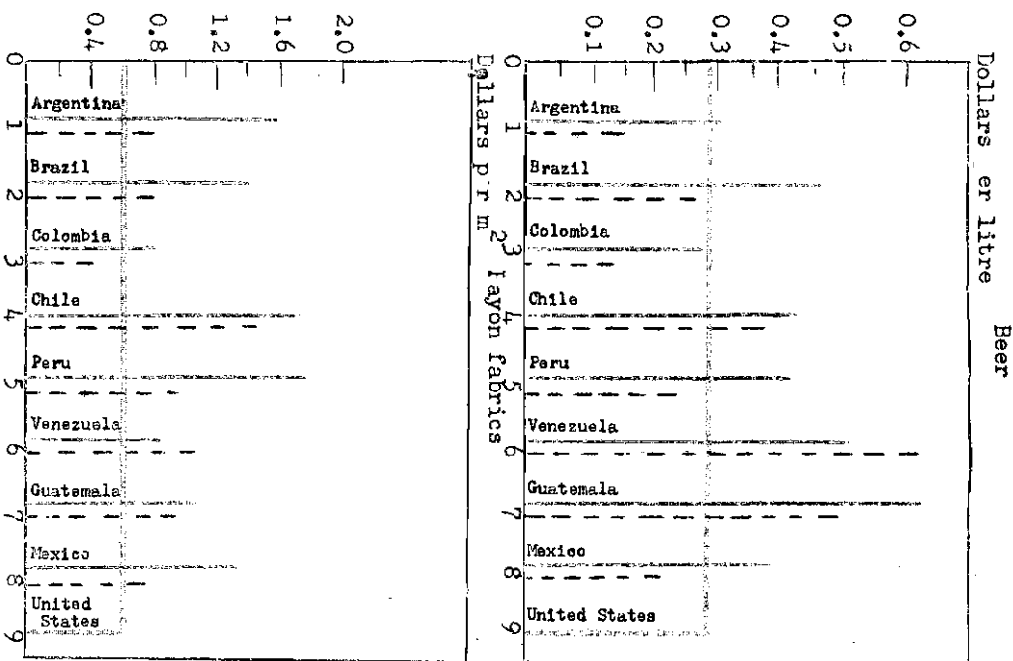 Dollars er litre
Beer
0.1
0.2
0.3
0.4
0.5
0.6
0
1
2
3
4
5
6
7
8
9
Argentina
Brazil
Colombia
Chile
Peru
Venezuela
Guatemala
Mexico
United States
Dallars p r m2 layon fabrics
0.4
0.8
1.2
1.6
2.0
0
1
2
3
4
5
6
7
8
9
Argentina
Brazil
Colombia
Chile
Peru
Venezuela
Guatemala
Mexico
United
States